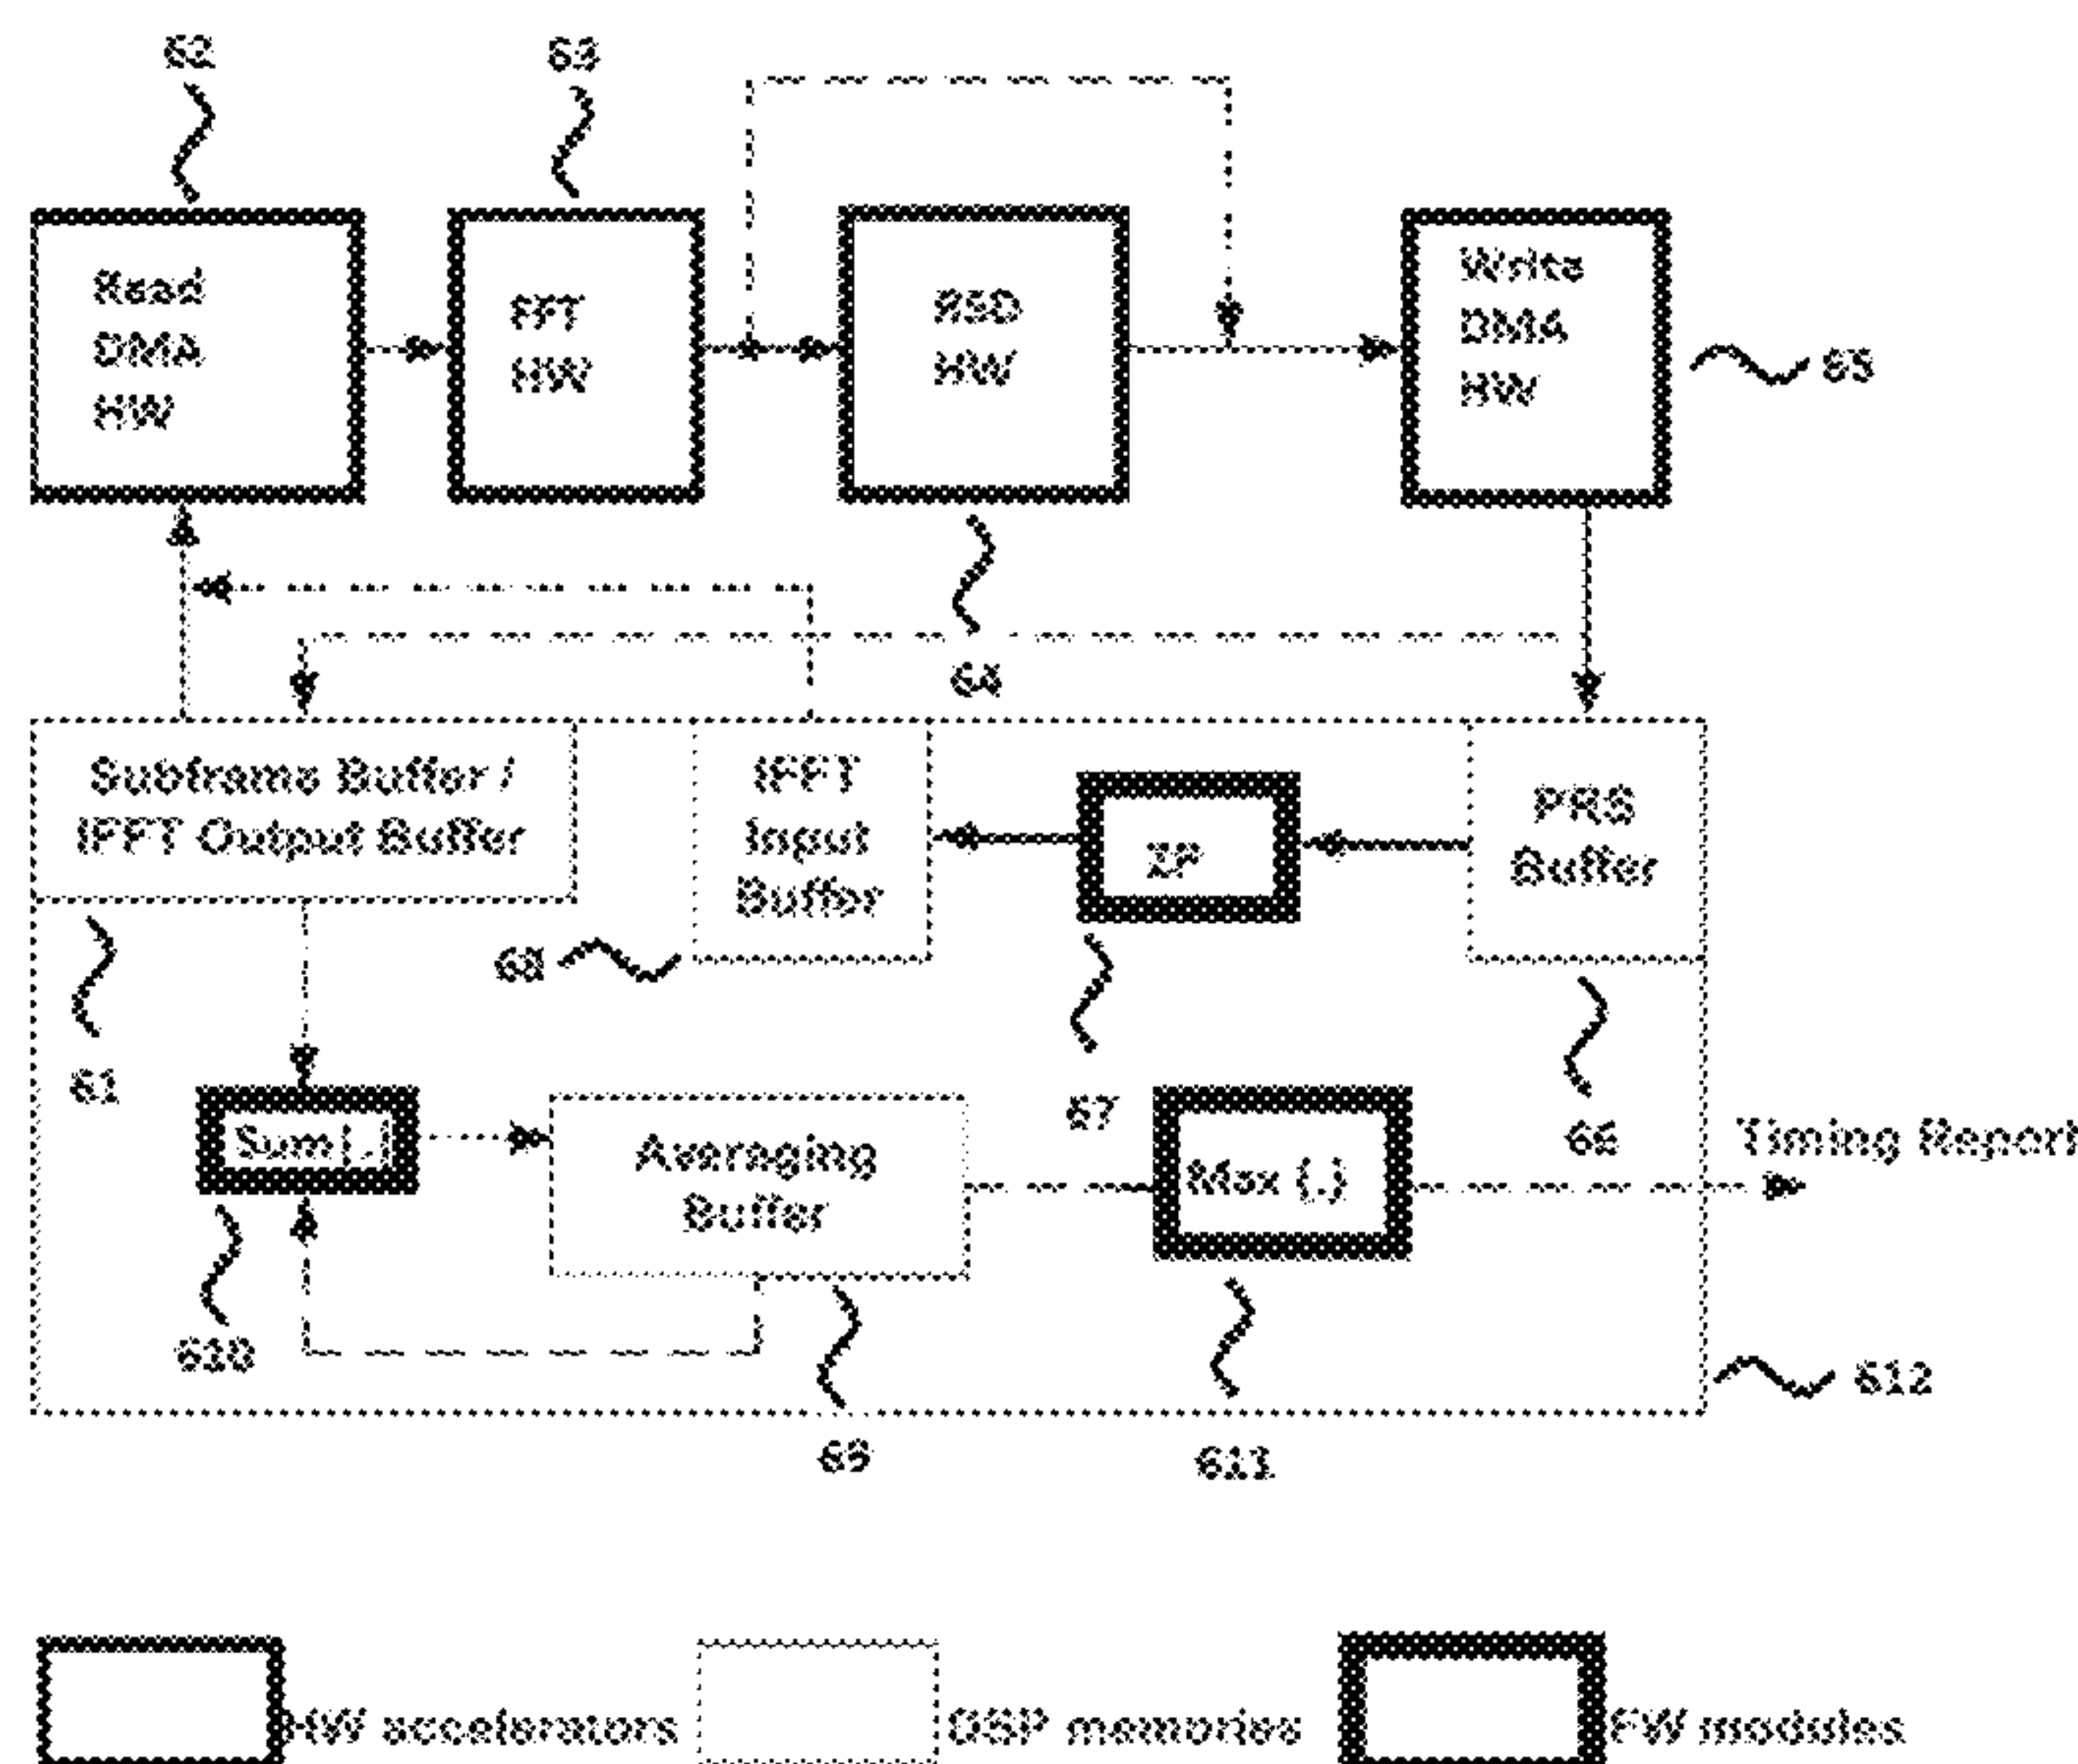 62
63
Read
DMA
HW
FFT
HW
RSD
HW
Write
DMA
HW
65
64
Subframe Buffer /
IFFT Output Buffer
IFFT
Input
Buffer
ZP
PRS
Buffer
68
61
67
66
Sum(.)
Averaging
Buffer
Max (.)
Timing Report
610
612
69
611
HW accelerators
DSP memories
FW modules